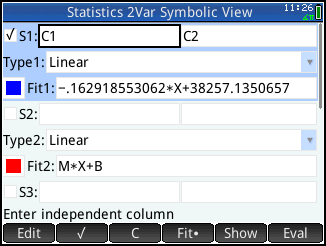 Statistics 2Var Symbolic View 11:26
√ S1: C1 C2
Type1: Linear
Fit1: -.162918553062*X+38257.1350657
S2:
Type2: Linear
Fit2: M*X+B
S3:
Enter independent column
Edit √ C Fit• Show Eval